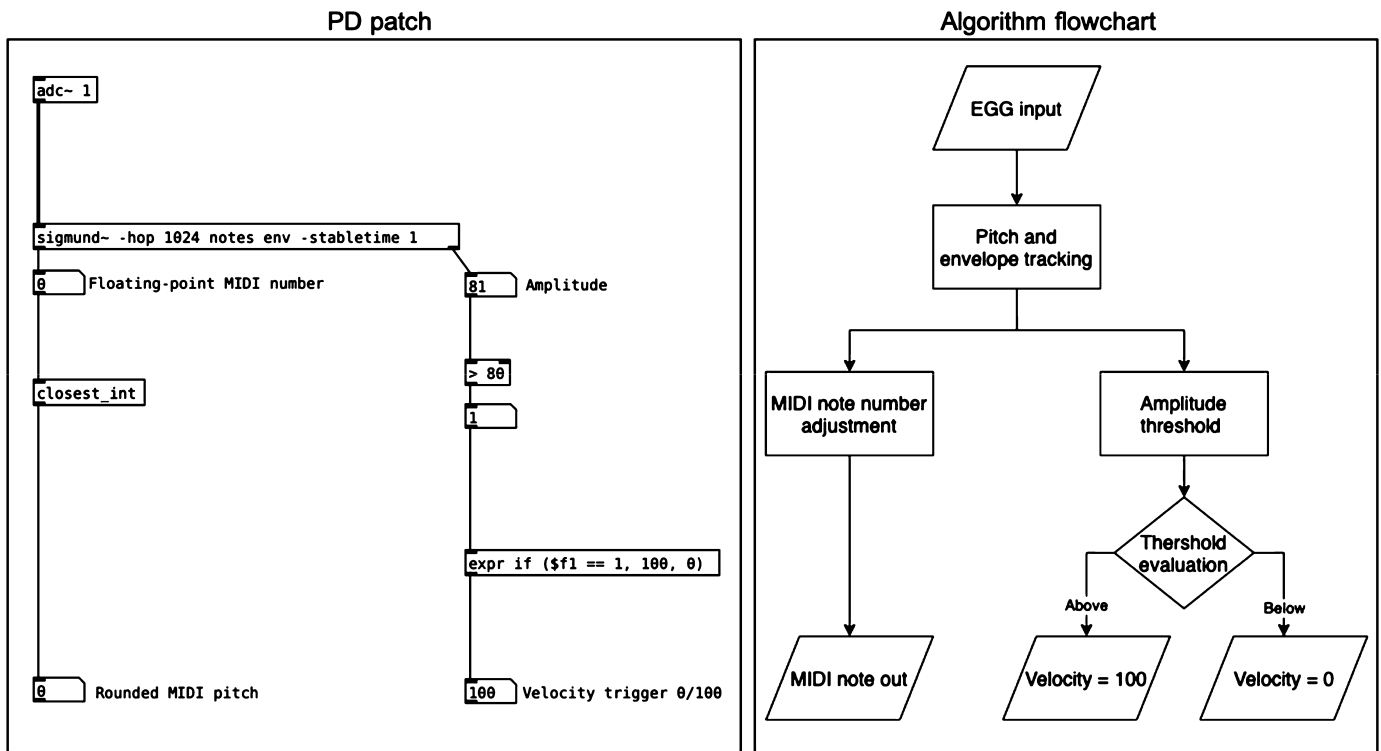 PD patch
adc~ 1
sigmund~ -hop 1024 notes env -stabletime 1
0
Floating-point MIDI number
81
Amplitude
> 80
closest_int
1
expr if ($f1 == 1, 100, 0)
0
Rounded MIDI pitch
100
Velocity trigger 0/100
Algorithm flowchart
EGG input
Pitch and
envelope tracking
MIDI note number
adjustment
Amplitude
threshold
Thershold
evaluation
Above
Below
MIDI note out
Velocity = 100
Velocity = 0